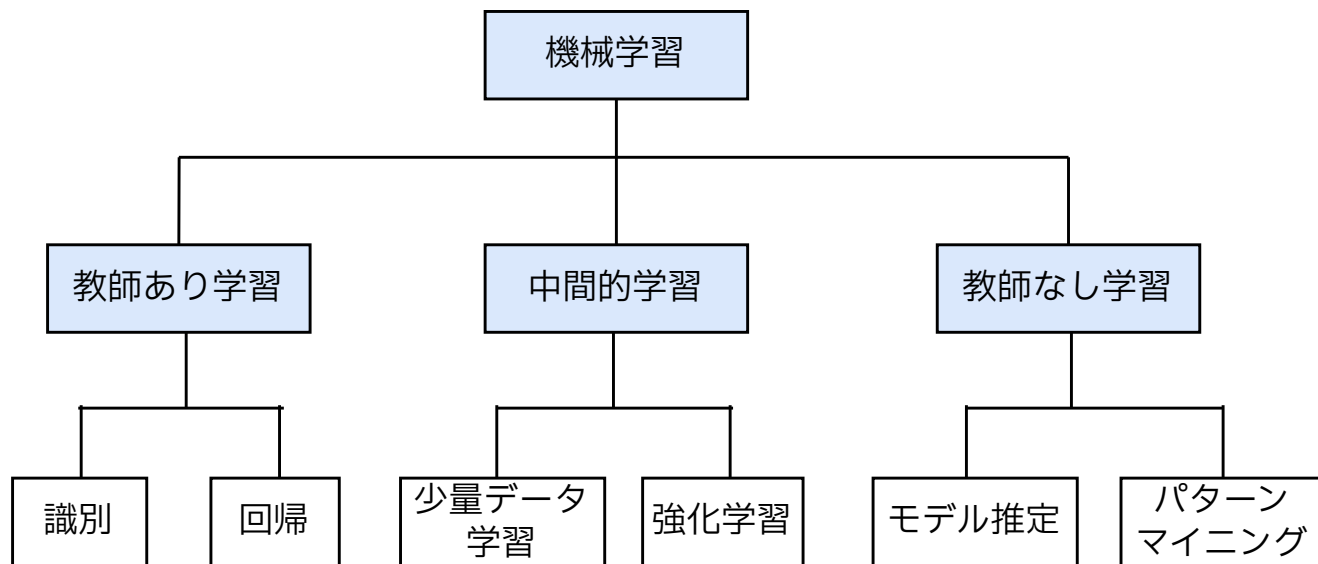 機械学習
教師あり学習
中間的学習
教師なし学習
識別
回帰
少量データ
学習
強化学習
モデル推定
パターン
マイニング